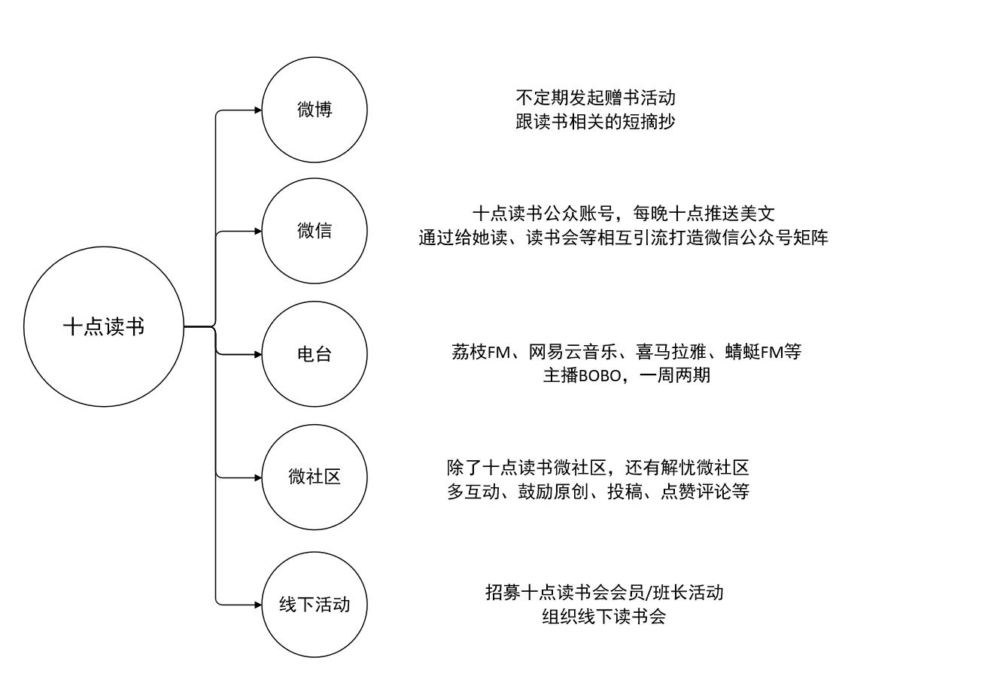 十点读书
微博
不定期发起赠书活动
跟读书相关的短摘抄
微信
十点读书公众账号，每晚十点推送美文
通过给她读、读书会等相互引流打造微信公众号矩阵
电台
荔枝FM、网易云音乐、喜马拉雅、蜻蜓FM等
主播BOBO，一周两期
微社区
除了十点读书微社区，还有解忧微社区
多互动、鼓励原创、投稿、点赞评论等
线下活动
招募十点读书会会员/班长活动
组织线下读书会